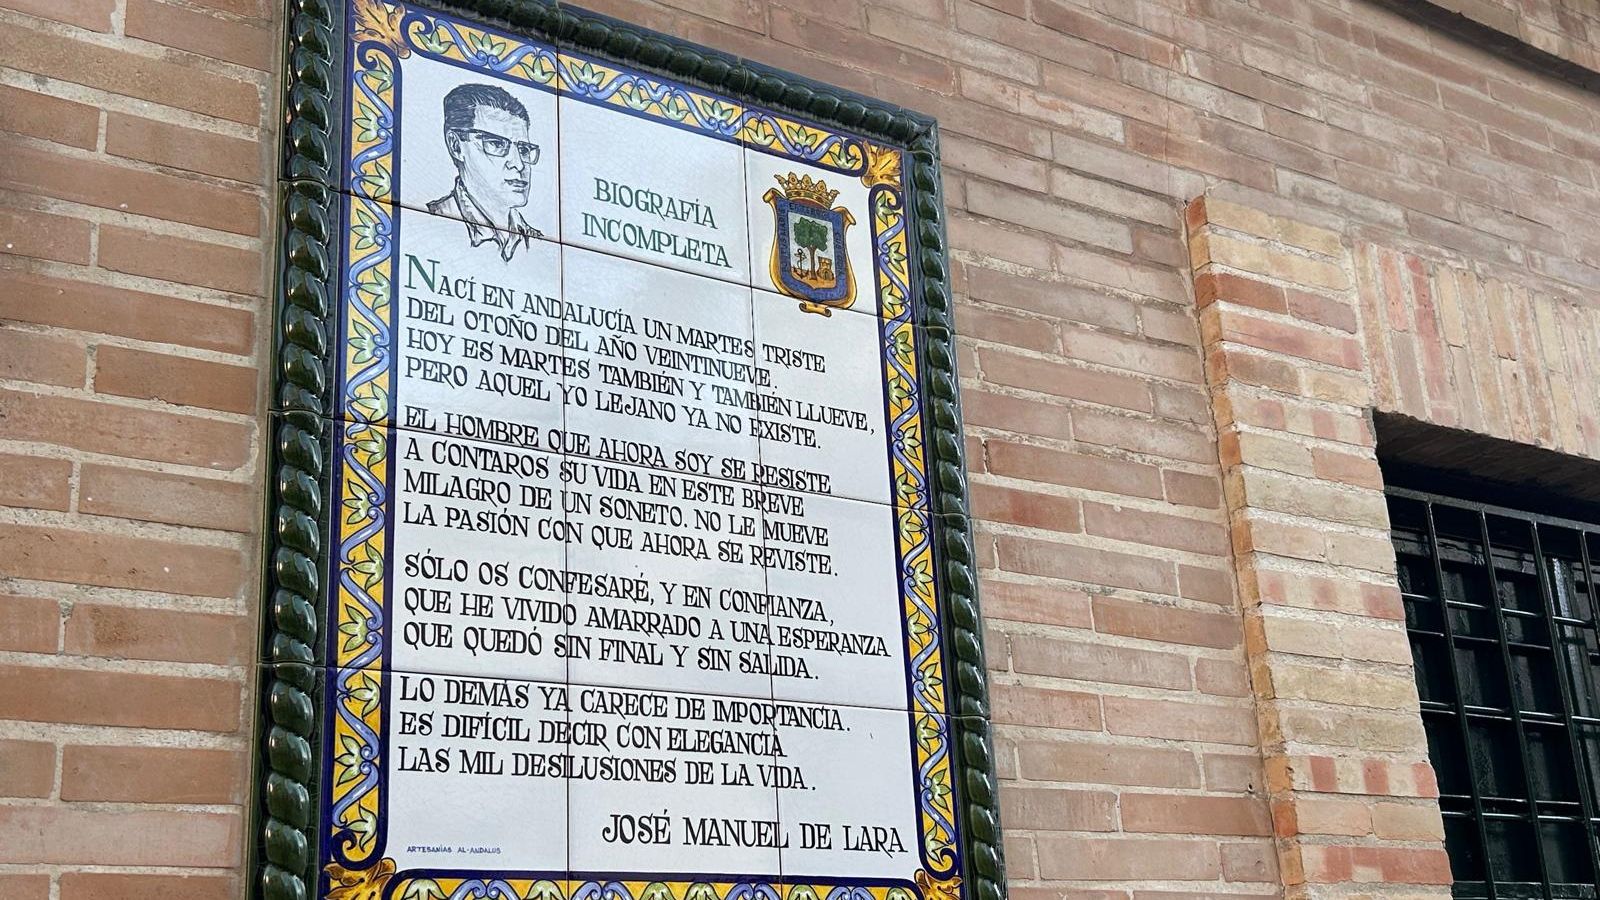 BIOGRAFÍA
INCOMPLETA
NACÍ EN ANDALUCÍA UN MARTES TRISTE
DEL OTOÑO DEL AÑO VEINTINUEVE.
HOY ES MARTES TAMBIÉN Y TAMBIÉN LLUEVE,
PERO AQUEL YO LEJANO YA NO EXISTE.
EL HOMBRE QUE AHORA SOY SE RESISTE
A CONTAROS SU VIDA EN ESTE BREVE
MILAGRO DE UN SONETO. NO LE MUEVE
LA PASIÓN CON QUE AHORA SE REVISTE.
SÓLO OS CONFESARÉ, Y EN CONFIANZA,
QUE HE VIVIDO AMARRADO A UNA ESPERANZA
QUE QUEDÓ SIN FINAL Y SIN SALIDA.
LO DEMÁS YA CARECE DE IMPORTANCIA.
ES DIFÍCIL DECIR CON ELEGANCIA
LAS MIL DESILUSIONES DE LA VIDA.
JOSÉ MANUEL DE LARA
ARTESANÍAS AL-ANDALUS